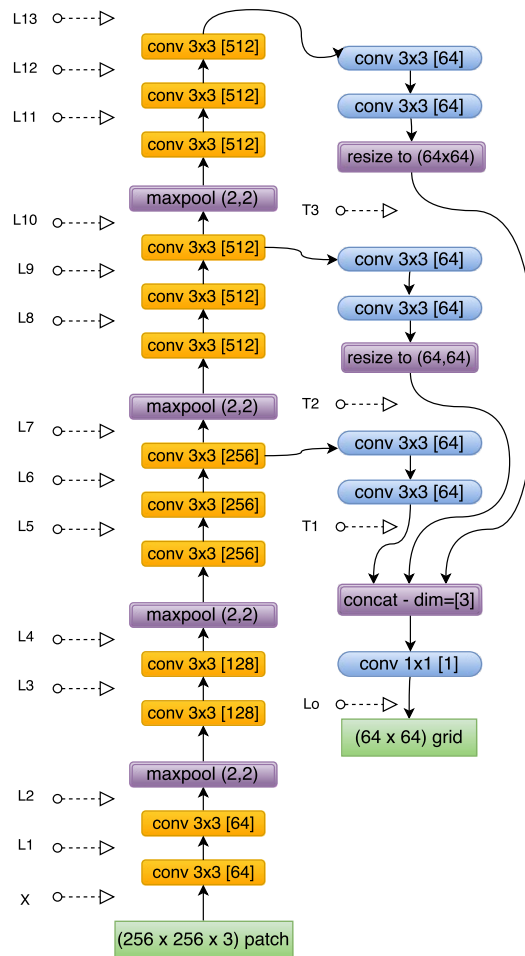 L13
conv 3x3 [512]
conv 3x3 [64]
L12
conv 3x3 [512]
conv 3x3 [64]
L11
conv 3x3 [512]
resize to (64x64)
maxpool (2,2)
T3
L10
conv 3x3 [512]
conv 3x3 [64]
L9
conv 3x3 [512]
conv 3x3 [64]
L8
conv 3x3 [512]
resize to (64,64)
maxpool (2,2)
T2
L7
conv 3x3 [256]
conv 3x3 [64]
L6
conv 3x3 [256]
conv 3x3 [64]
L5
T1
conv 3x3 [256]
maxpool (2,2)
concat - dim=[3]
L4
conv 3x3 [128]
conv 1x1 [1]
L3
conv 3x3 [128]
Lo
(64 x 64) grid
maxpool (2,2)
L2
conv 3x3 [64]
L1
conv 3x3 [64]
X
(256 x 256 x 3) patch